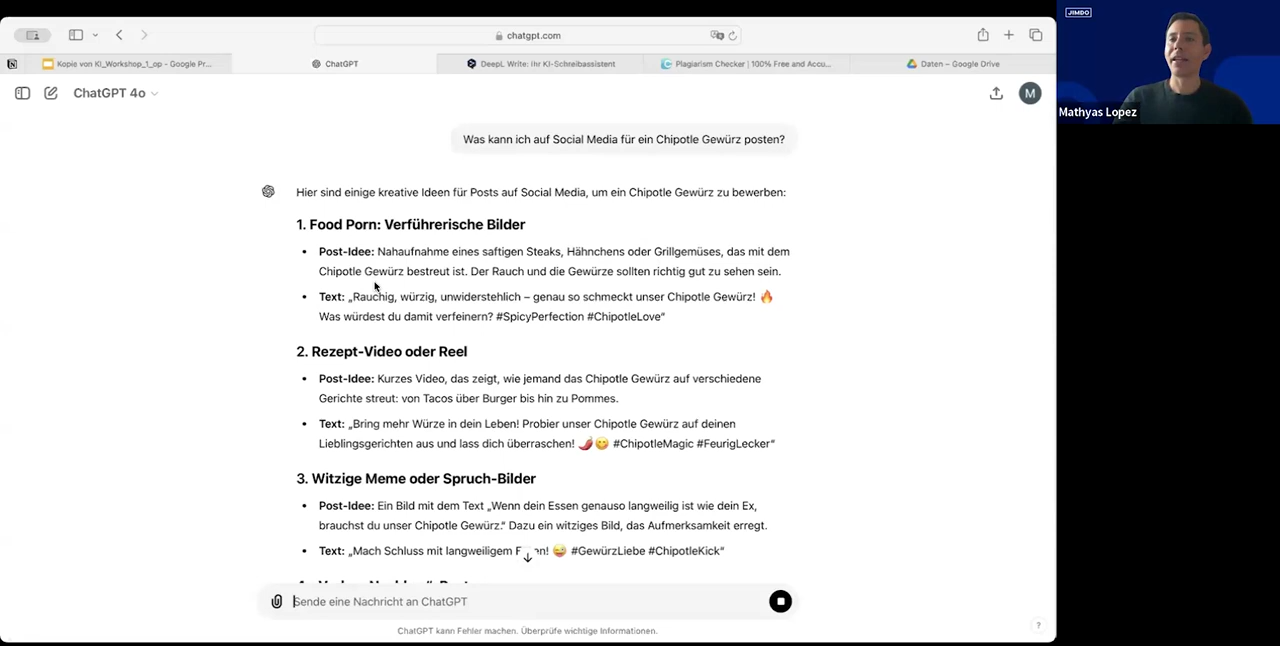 chatgpt.com
Kopie von KI_Workshop_1_op - Google Pr...
ChatGPT
DeepL Write: Ihr KI-Schreibassistent
Plagiarism Checker | 100% Free and Accu...
Daten – Google Drive
JIMDO
Mathyas Lopez
ChatGPT 4o
M
Was kann ich auf Social Media für ein Chipotle Gewürz posten?
Hier sind einige kreative Ideen für Posts auf Social Media, um ein Chipotle Gewürz zu bewerben:
1. Food Porn: Verführerische Bilder
• Post-Idee: Nahaufnahme eines saftigen Steaks, Hähnchens oder Grillgemüses, das mit dem
Chipotle Gewürz bestreut ist. Der Rauch und die Gewürze sollten richtig gut zu sehen sein.
• Text: „Rauchig, würzig, unwiderstehlich – genau so schmeckt unser Chipotle Gewürz! 🔥
Was würdest du damit verfeinern? #SpicyPerfection #ChipotleLove“
2. Rezept-Video oder Reel
• Post-Idee: Kurzes Video, das zeigt, wie jemand das Chipotle Gewürz auf verschiedene
Gerichte streut: von Tacos über Burger bis hin zu Pommes.
• Text: „Bring mehr Würze in dein Leben! Probier unser Chipotle Gewürz auf deinen
Lieblingsgerichten aus und lass dich überraschen! 🌶️😋 #ChipotleMagic #FeurigLecker“
3. Witzige Meme oder Spruch-Bilder
• Post-Idee: Ein Bild mit dem Text „Wenn dein Essen genauso langweilig ist wie dein Ex,
brauchst du unser Chipotle Gewürz.“ Dazu ein witziges Bild, das Aufmerksamkeit erregt.
• Text: „Mach Schluss mit langweiligem 😜 #GewürzLiebe #ChipotleKick“
Sende eine Nachricht an ChatGPT
ChatGPT kann Fehler machen. Überprüfe wichtige Informationen.
?